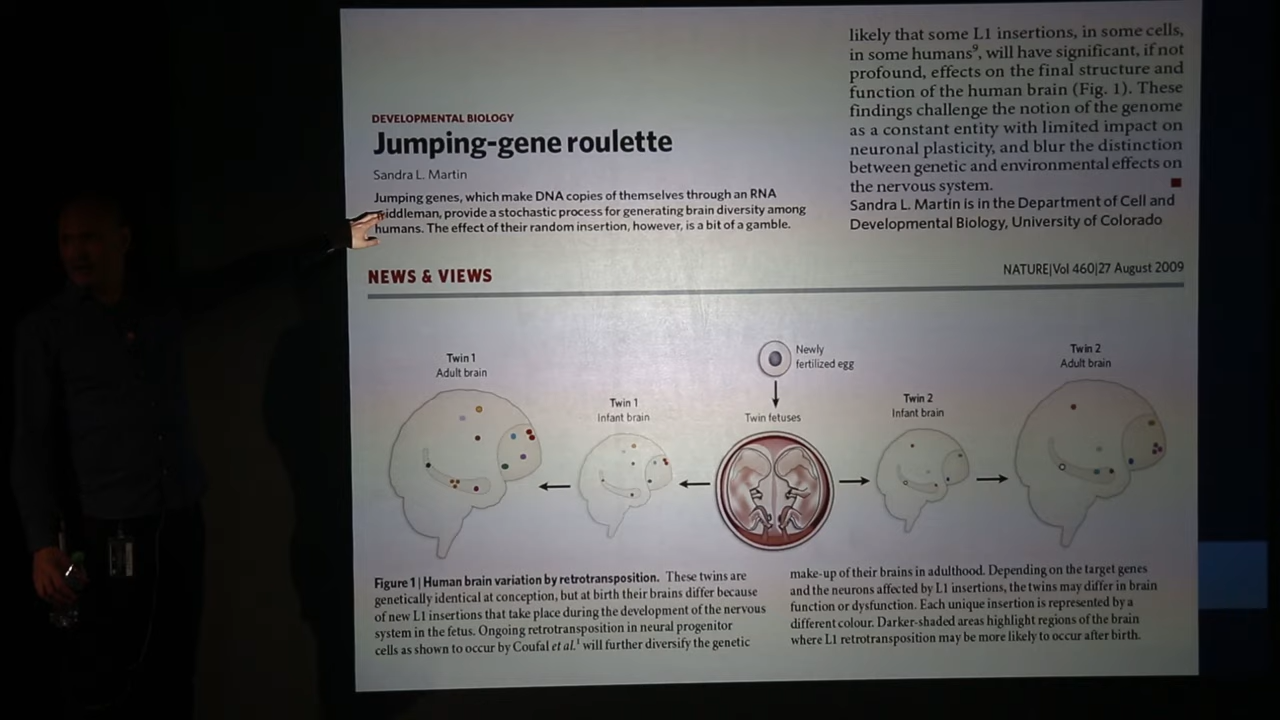 DEVELOPMENTAL BIOLOGY
Jumping-gene roulette
Sandra L. Martin
Jumping genes, which make DNA copies of themselves through an RNA
middleman, provide a stochastic process for generating brain diversity among
humans. The effect of their random insertion, however, is a bit of a gamble.
likely that some L1 insertions, in some cells,
in some humans⁹, will have significant, if not
profound, effects on the final structure and
function of the human brain (Fig. 1). These
findings challenge the notion of the genome
as a constant entity with limited impact on
neuronal plasticity, and blur the distinction
between genetic and environmental effects on
the nervous system.
Sandra L. Martin is in the Department of Cell and
Developmental Biology, University of Colorado
NEWS & VIEWS
NATURE|Vol 460|27 August 2009
Twin 1
Adult brain
Twin 1
Infant brain
Newly
fertilized egg
Twin fetuses
Twin 2
Infant brain
Twin 2
Adult brain
Figure 1 | Human brain variation by retrotransposition. These twins are
genetically identical at conception, but at birth their brains differ because
of new L1 insertions that take place during the development of the nervous
system in the fetus. Ongoing retrotransposition in neural progenitor
cells as shown to occur by Coufal et al.¹ will further diversify the genetic
make-up of their brains in adulthood. Depending on the target genes
and the neurons affected by L1 insertions, the twins may differ in brain
function or dysfunction. Each unique insertion is represented by a
different colour. Darker-shaded areas highlight regions of the brain
where L1 retrotransposition may be more likely to occur after birth.